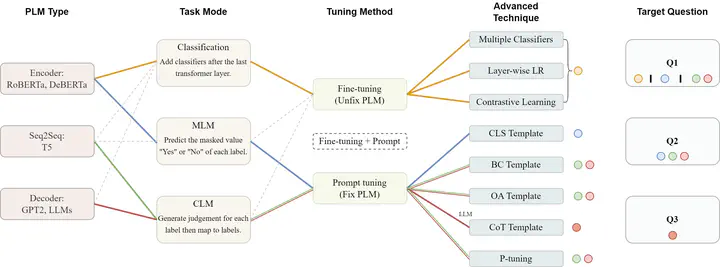 PLM Type
Task Mode
Tuning Method
Advanced
Technique
Target Question
Encoder:
RoBERTa, DeBERTa
Seq2Seq:
T5
Decoder:
GPT2, LLMs
Classification
Add classifiers after the last
transformer layer.
MLM
Predict the masked value
"Yes" or "No" of each label.
CLM
Generate judgement for each
label then map to labels.
Fine-tuning
(Unfix PLM)
Fine-tuning + Prompt
Prompt tuning
(Fix PLM)
Multiple Classifiers
Layer-wise LR
Contrastive Learning
CLS Template
BC Template
OA Template
LLM
CoT Template
P-tuning
Q1
Q2
Q3